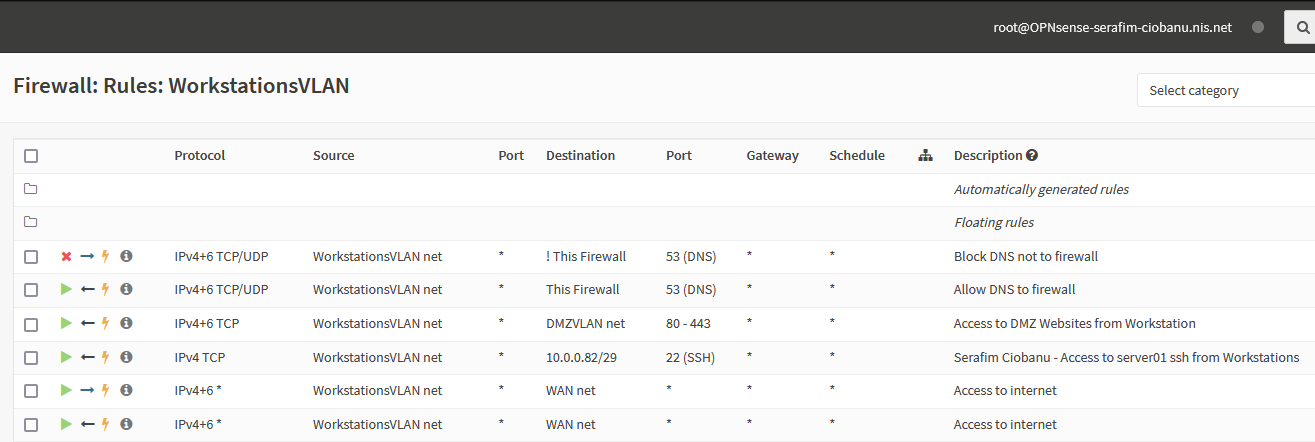 root@OPNsense-serafim-ciobanu.nis.net
Firewall: Rules: WorkstationsVLAN
Select category
Protocol Source Port Destination Port Gateway Schedule Description
Automatically generated rules
Floating rules
IPv4+6 TCP/UDP WorkstationsVLAN net * ! This Firewall 53 (DNS) * * Block DNS not to firewall
IPv4+6 TCP/UDP WorkstationsVLAN net * This Firewall 53 (DNS) * * Allow DNS to firewall
IPv4+6 TCP WorkstationsVLAN net * DMZVLAN net 80 - 443 * * Access to DMZ Websites from Workstation
IPv4 TCP WorkstationsVLAN net * 10.0.0.82/29 22 (SSH) * * Serafim Ciobanu - Access to server01 ssh from Workstations
IPv4+6 * WorkstationsVLAN net * WAN net * * * Access to internet
IPv4+6 * WorkstationsVLAN net * WAN net * * * Access to internet